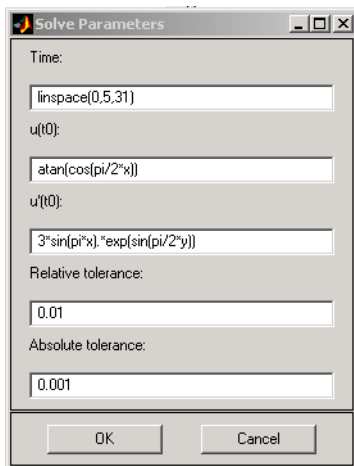 Solve Parameters
Time:
linspace(0,5,31)
u(t0):
atan(cos(pi/2*x))
u'(t0):
3*sin(pi*x).*exp(sin(pi/2*y))
Relative tolerance:
0.01
Absolute tolerance:
0.001
OK Cancel